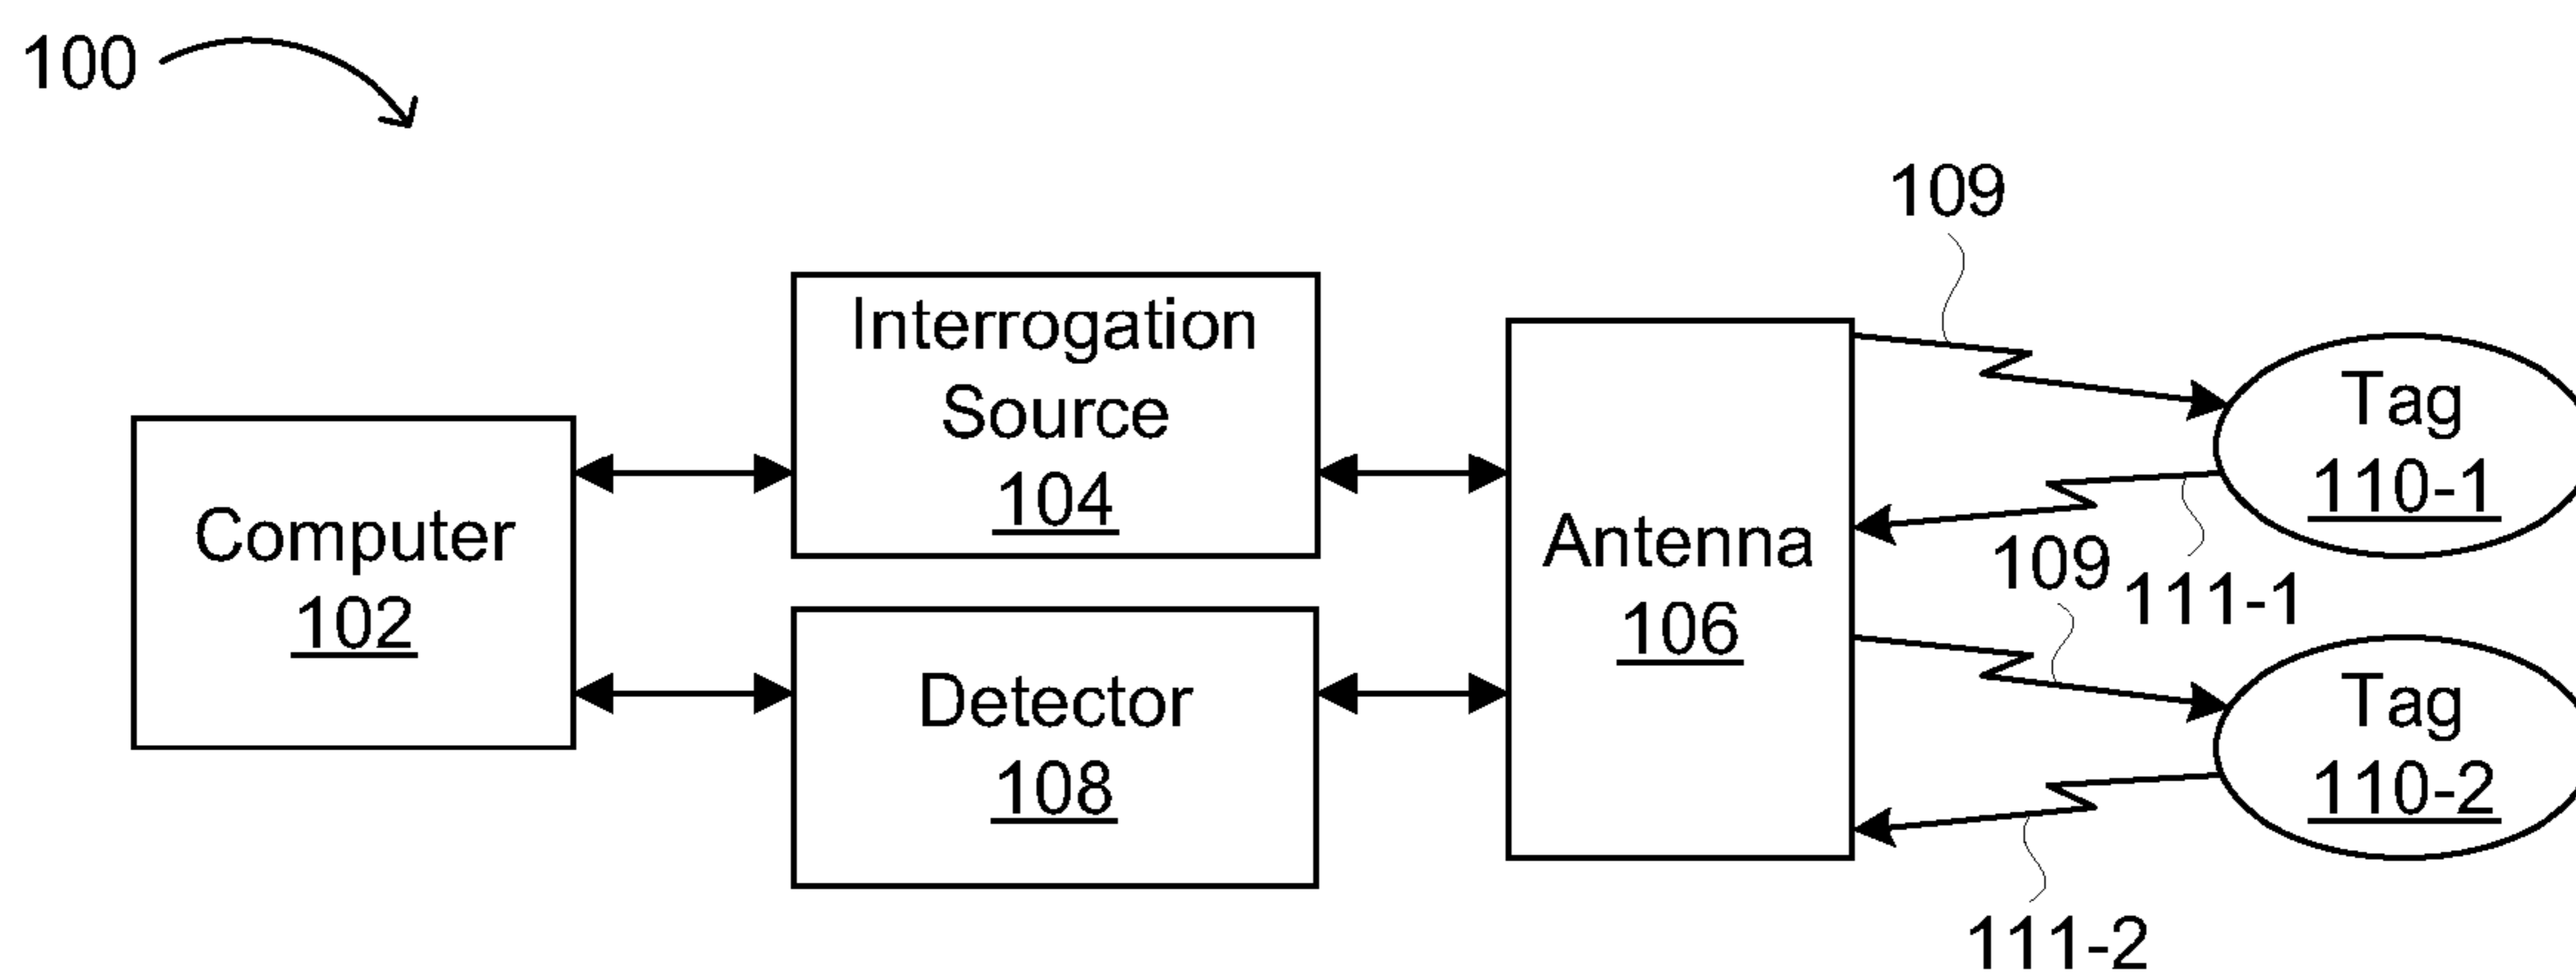 100
109
Interrogation
Source
104
Computer
102
Detector
108
Antenna
106
Tag
110-1
109
111-1
Tag
110-2
111-2